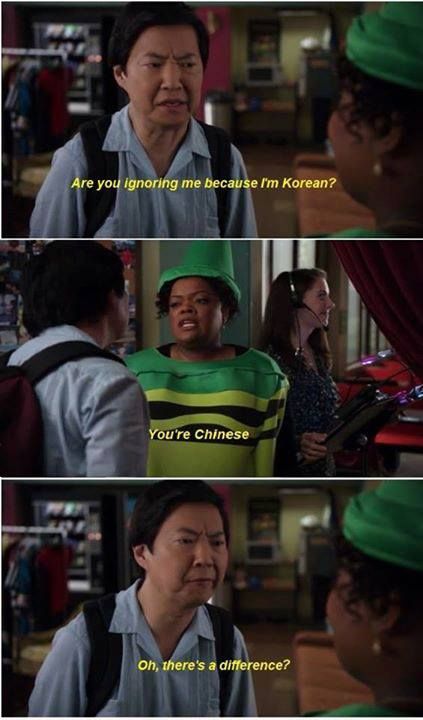 Are you ignoring me because I'm Korean?
You're Chinese
Oh, there's a difference?